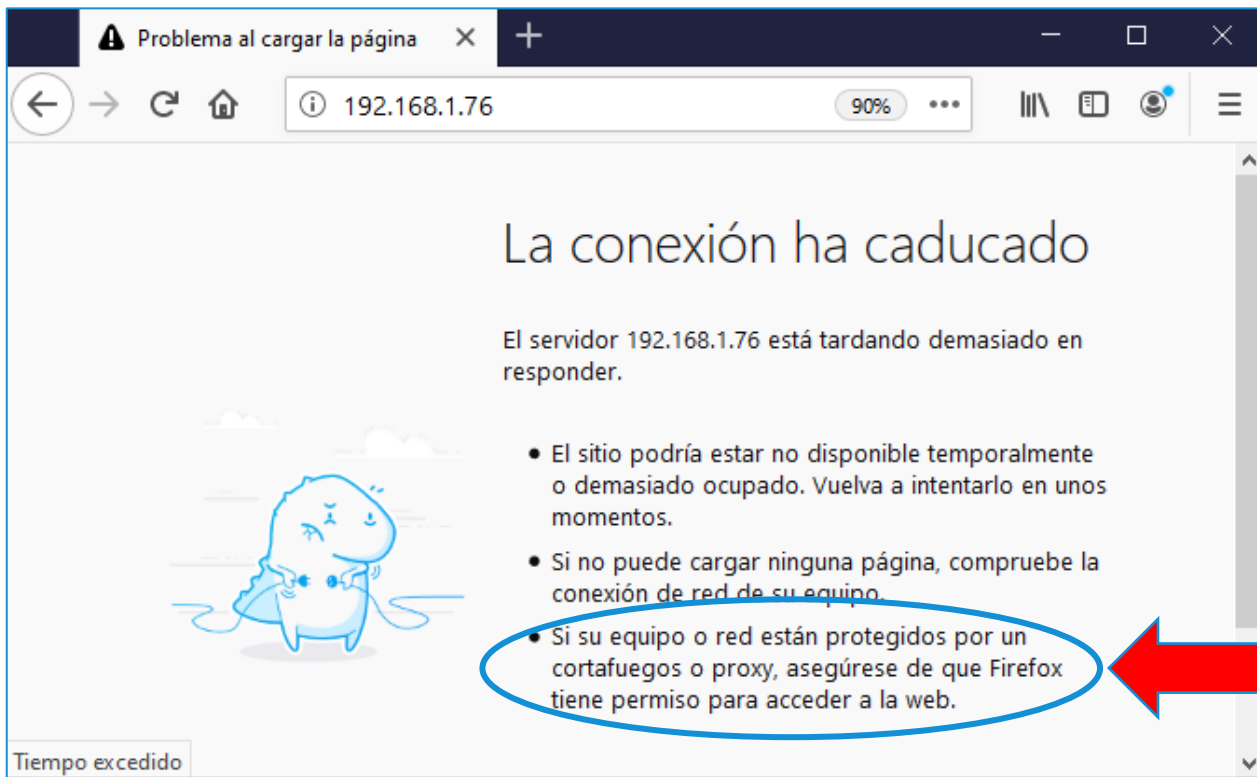 Problema al cargar la página
192.168.1.76
90%
La conexión ha caducado
El servidor 192.168.1.76 está tardando demasiado en
responder.
• El sitio podría estar no disponible temporalmente
o demasiado ocupado. Vuelva a intentarlo en unos
momentos.
• Si no puede cargar ninguna página, compruebe la
conexión de red de su equipo.
• Si su equipo o red están protegidos por un
cortafuegos o proxy, asegúrese de que Firefox
tiene permiso para acceder a la web.
Tiempo excedido